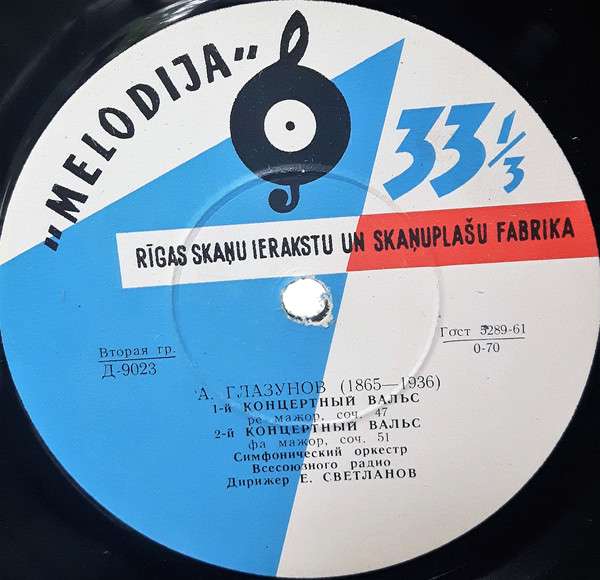 „MELODIJA”
33 1/3
RĪGAS SKAŅU IERAKSTU UN SKAŅUPLAŠU FABRIKA
Вторая гр.
Д-9023
Гост 5289-61
0-70
А. ГЛАЗУНОВ (1865—1936)
1-й КОНЦЕРТНЫЙ ВАЛЬС
ре мажор, соч. 47
2-й КОНЦЕРТНЫЙ ВАЛЬС
фа мажор, соч. 51
Симфонический оркестр
Всесоюзного радио
Дирижер Е. СВЕТЛАНОВ